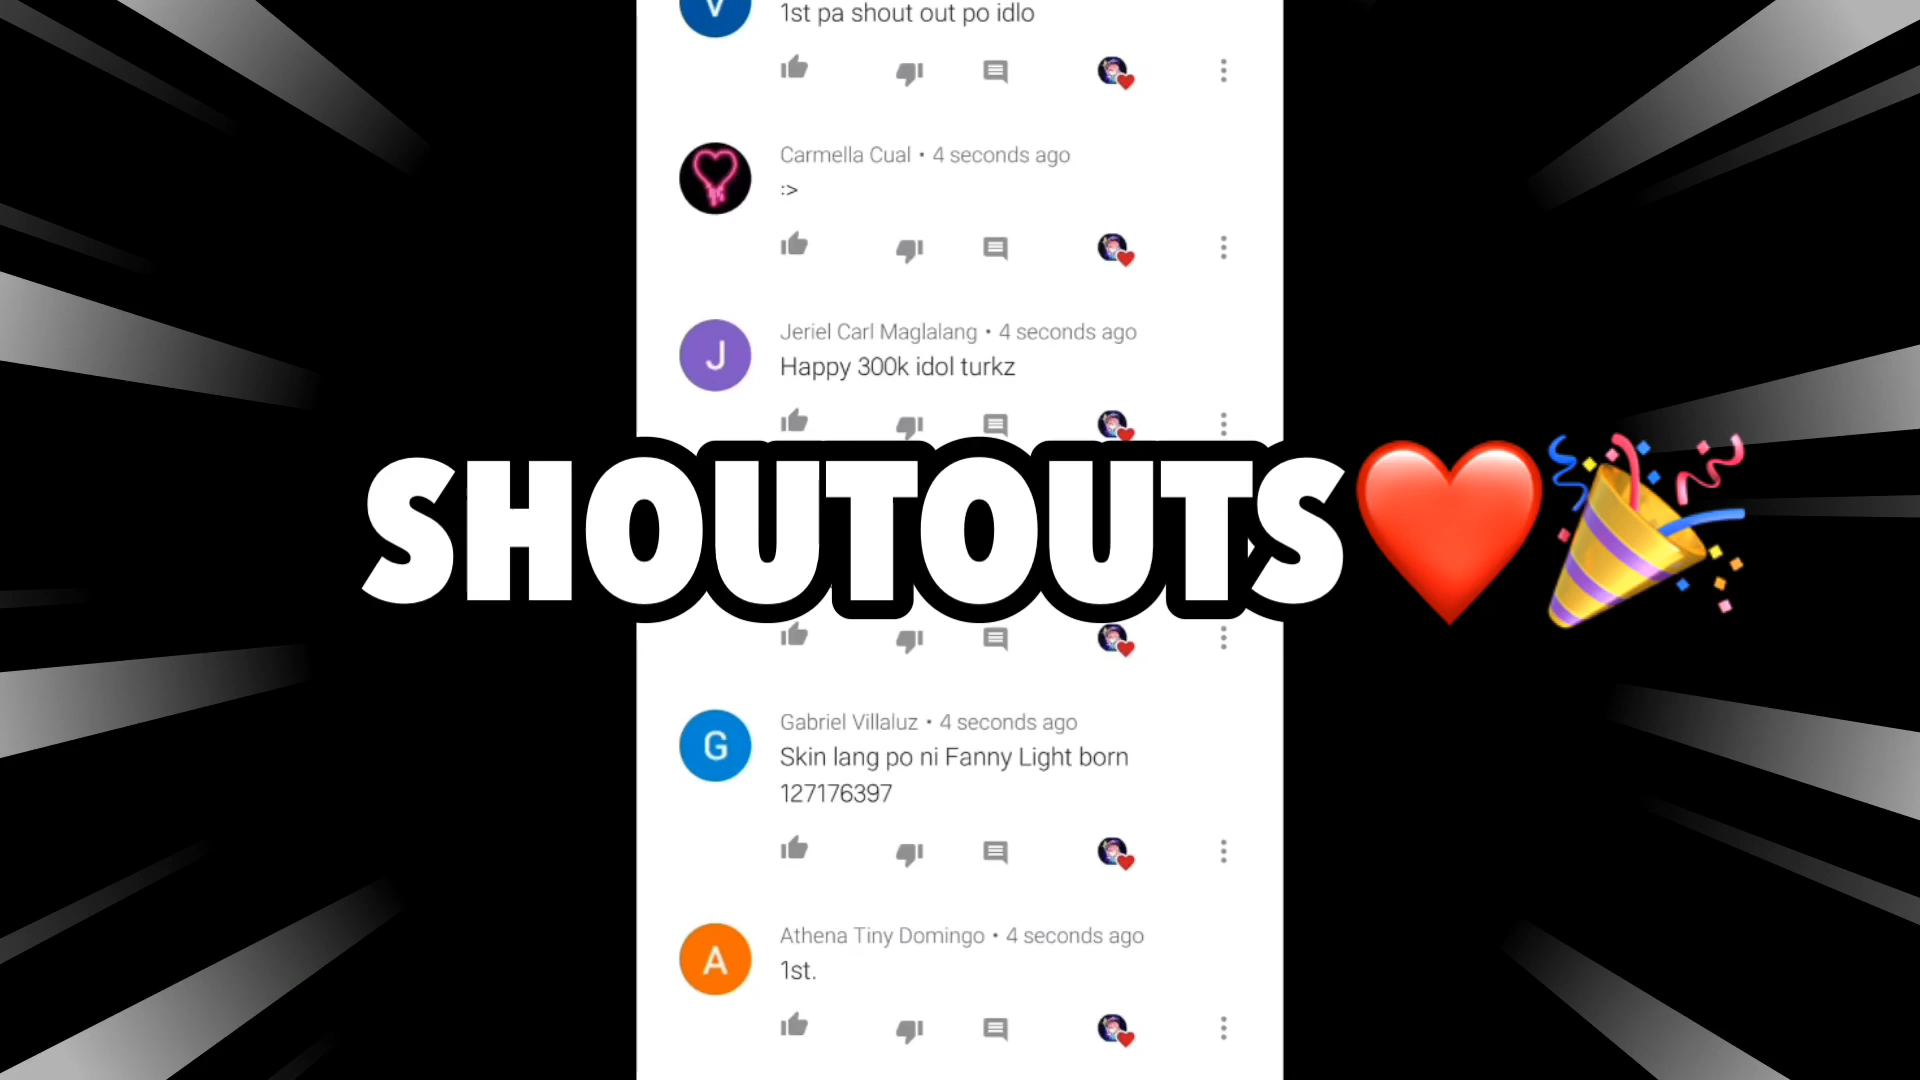 V
1st pa shout out po idlo
Carmella Cual • 4 seconds ago
:>
J
Jeriel Carl Maglalang • 4 seconds ago
Happy 300k idol turkz
SHOUTOUTS❤️🎉
G
Gabriel Villaluz • 4 seconds ago
Skin lang po ni Fanny Light born
127176397
A
Athena Tiny Domingo • 4 seconds ago
1st.